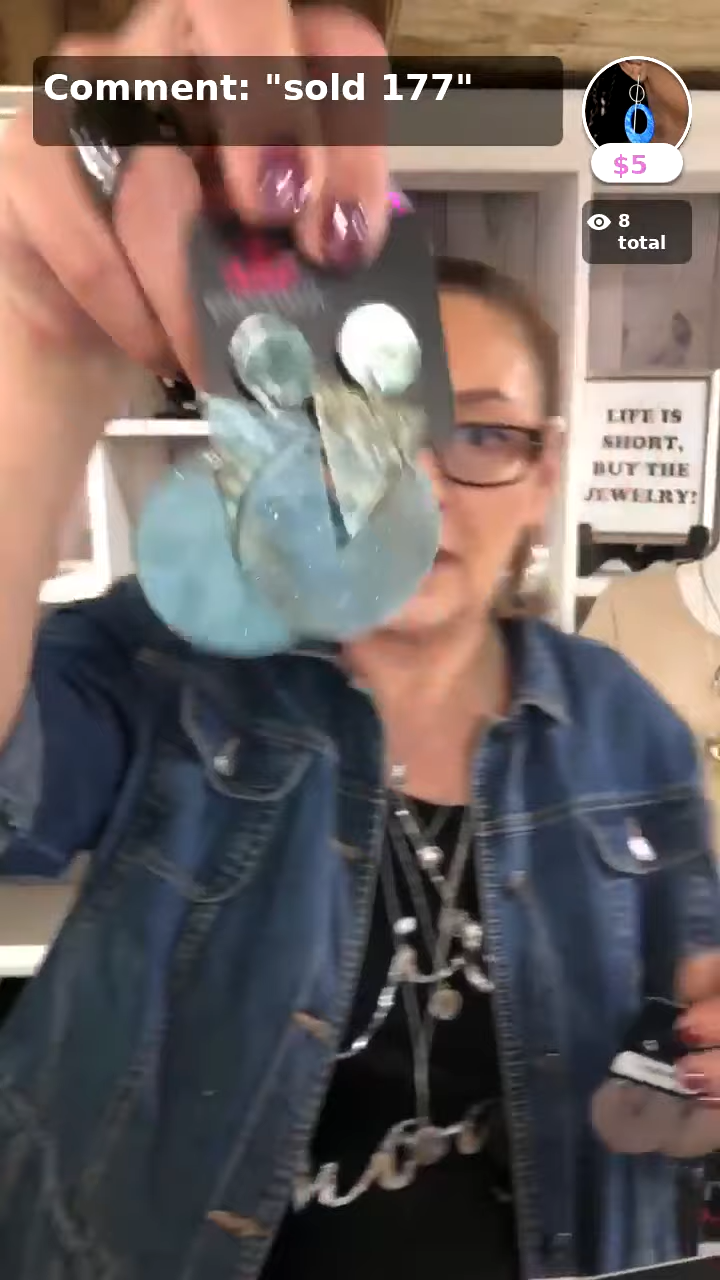 Comment: "sold 177"
$5
8
total
LIFE IS
SHORT,
BUT THE
JEWELRY!